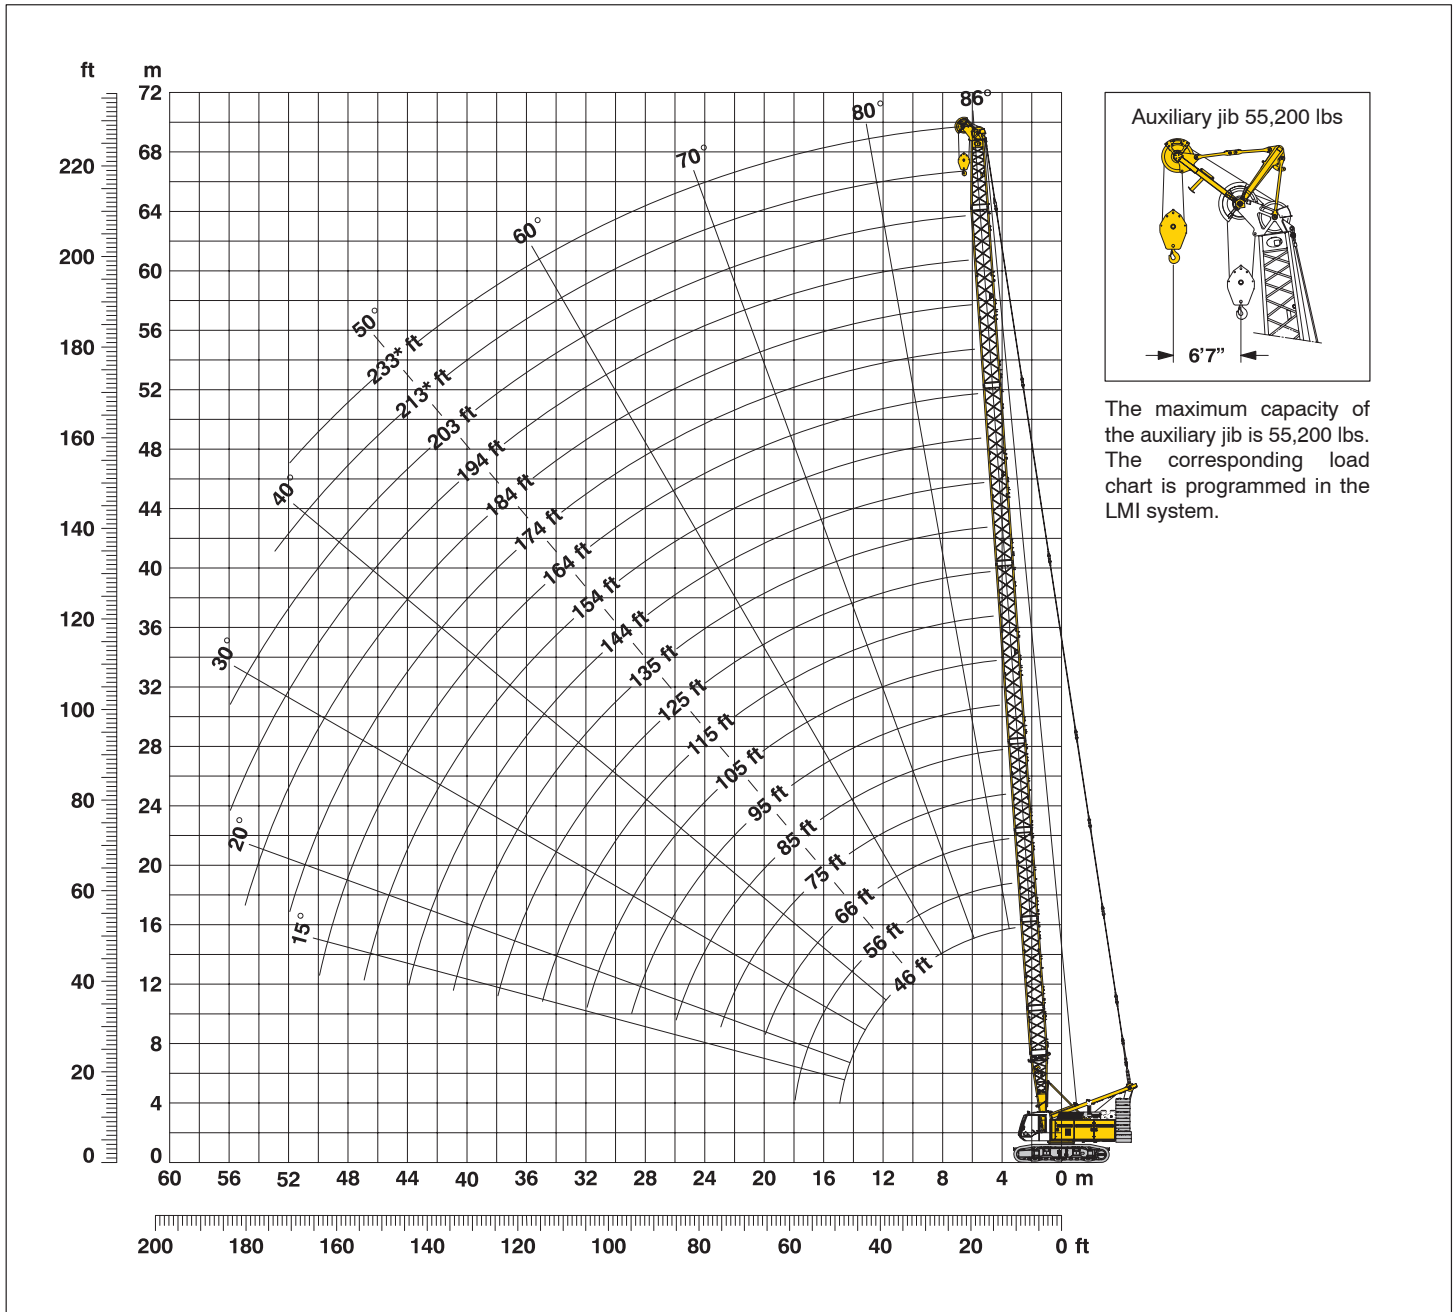 ft m
72
68
64
60
56
52
48
44
40
36
32
28
24
20
16
12
8
4
0
220
200
180
160
140
120
100
80
60
40
20
0
86°
80°
70°
60°
50°
40°
30°
20°
15°
233* ft
213* ft
203 ft
194 ft
184 ft
174 ft
164 ft
154 ft
144 ft
135 ft
125 ft
115 ft
105 ft
95 ft
85 ft
75 ft
66 ft
56 ft
46 ft
60 56 52 48 44 40 36 32 28 24 20 16 12 8 4 0 m
200 180 160 140 120 100 80 60 40 20 0 ft
Auxiliary jib 55,200 lbs
6’7”
The maximum capacity of
the auxiliary jib is 55,200 lbs.
The corresponding load
chart is programmed in the
LMI system.